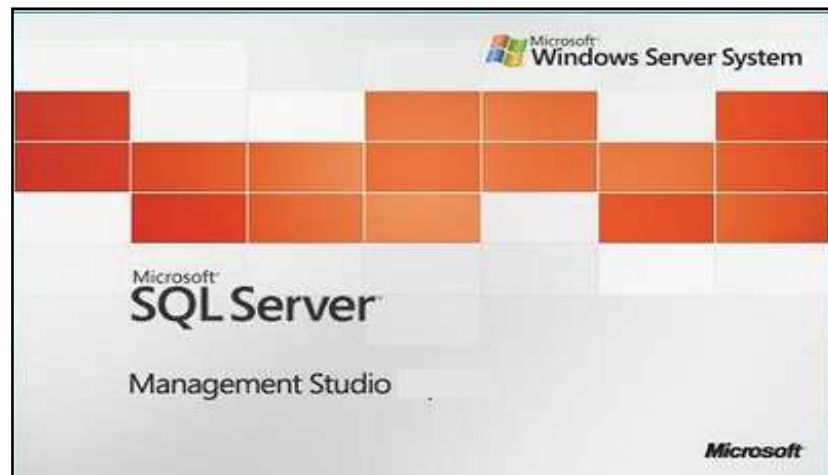 Microsoft
Windows Server System
Microsoft
SQL Server
Management Studio
Microsoft